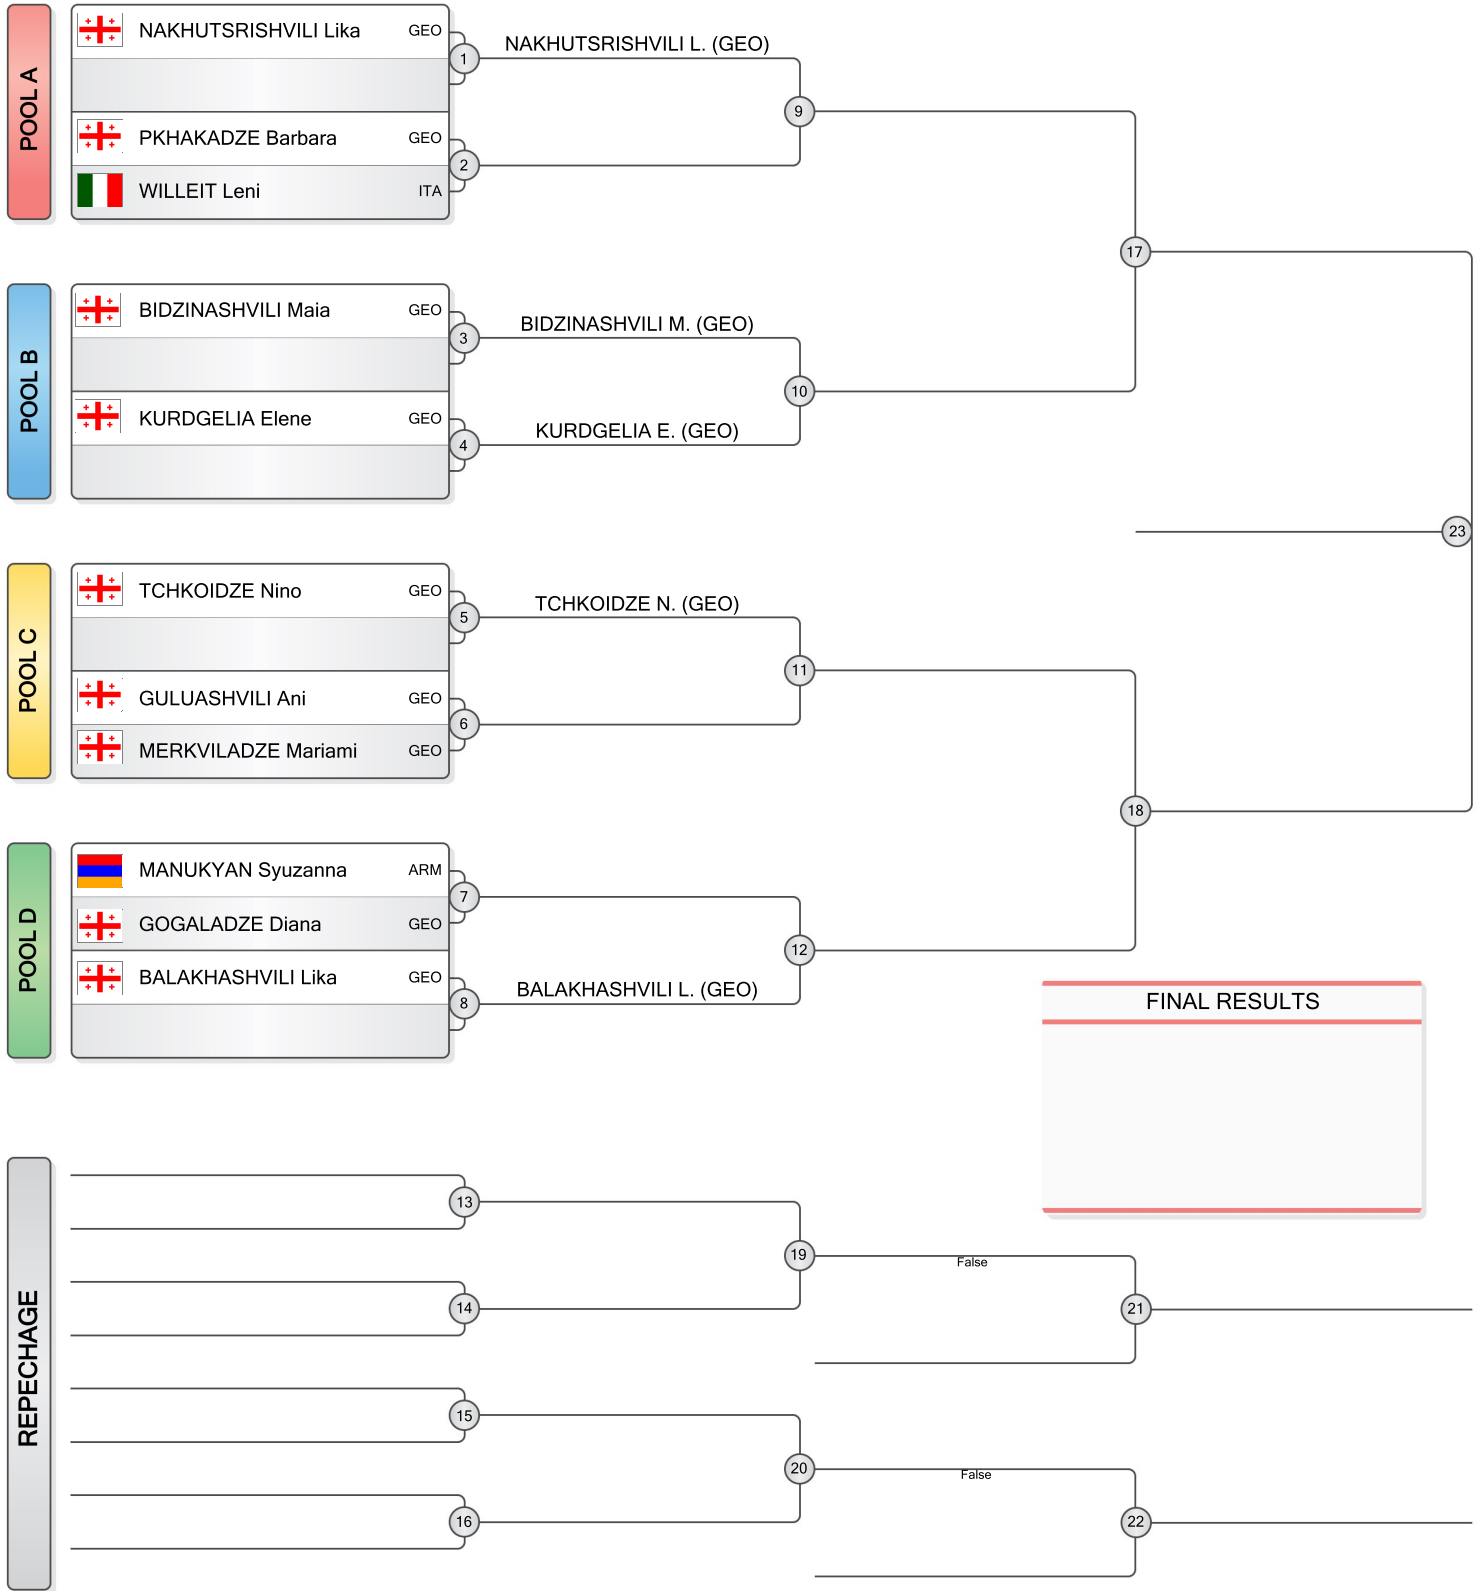 POOL A
NAKHUTSRISHVILI Lika GEO
1
NAKHUTSRISHVILI L. (GEO)
9
PKHAKADZE Barbara GEO
2
WILLEIT Leni ITA
17
POOL B
BIDZINASHVILI Maia GEO
3
BIDZINASHVILI M. (GEO)
10
KURDGELIA Elene GEO
4
KURDGELIA E. (GEO)
23
POOL C
TCHKOIDZE Nino GEO
5
TCHKOIDZE N. (GEO)
11
GULUASHVILI Ani GEO
6
MERKVILADZE Mariami GEO
18
POOL D
MANUKYAN Syuzanna ARM
7
GOGALADZE Diana GEO
12
BALAKHASHVILI Lika GEO
8
BALAKHASHVILI L. (GEO)
FINAL RESULTS
REPECHAGE
13
19
False
14
21
15
20
False
16
22